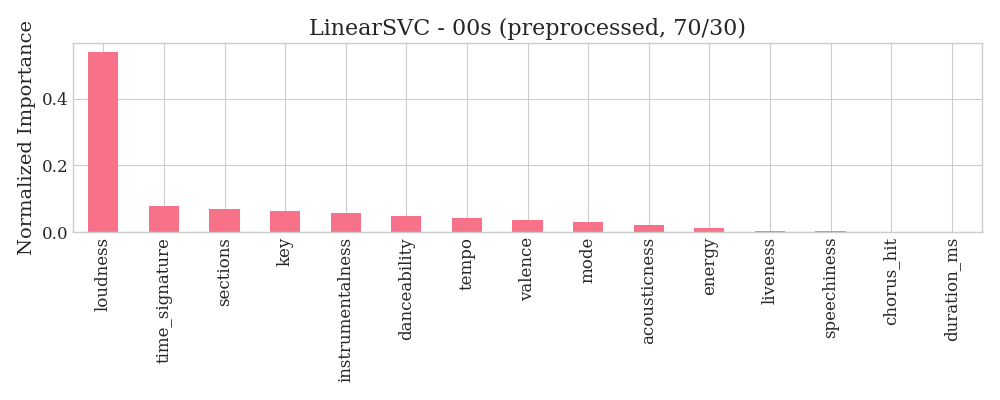 LinearSVC - 00s (preprocessed, 70/30)
Normalized Importance
0.4
0.2
0.0
loudness
time_signature
sections
key
instrumentalness
danceability
tempo
valence
mode
acousticness
energy
liveness
speechiness
chorus_hit
duration_ms